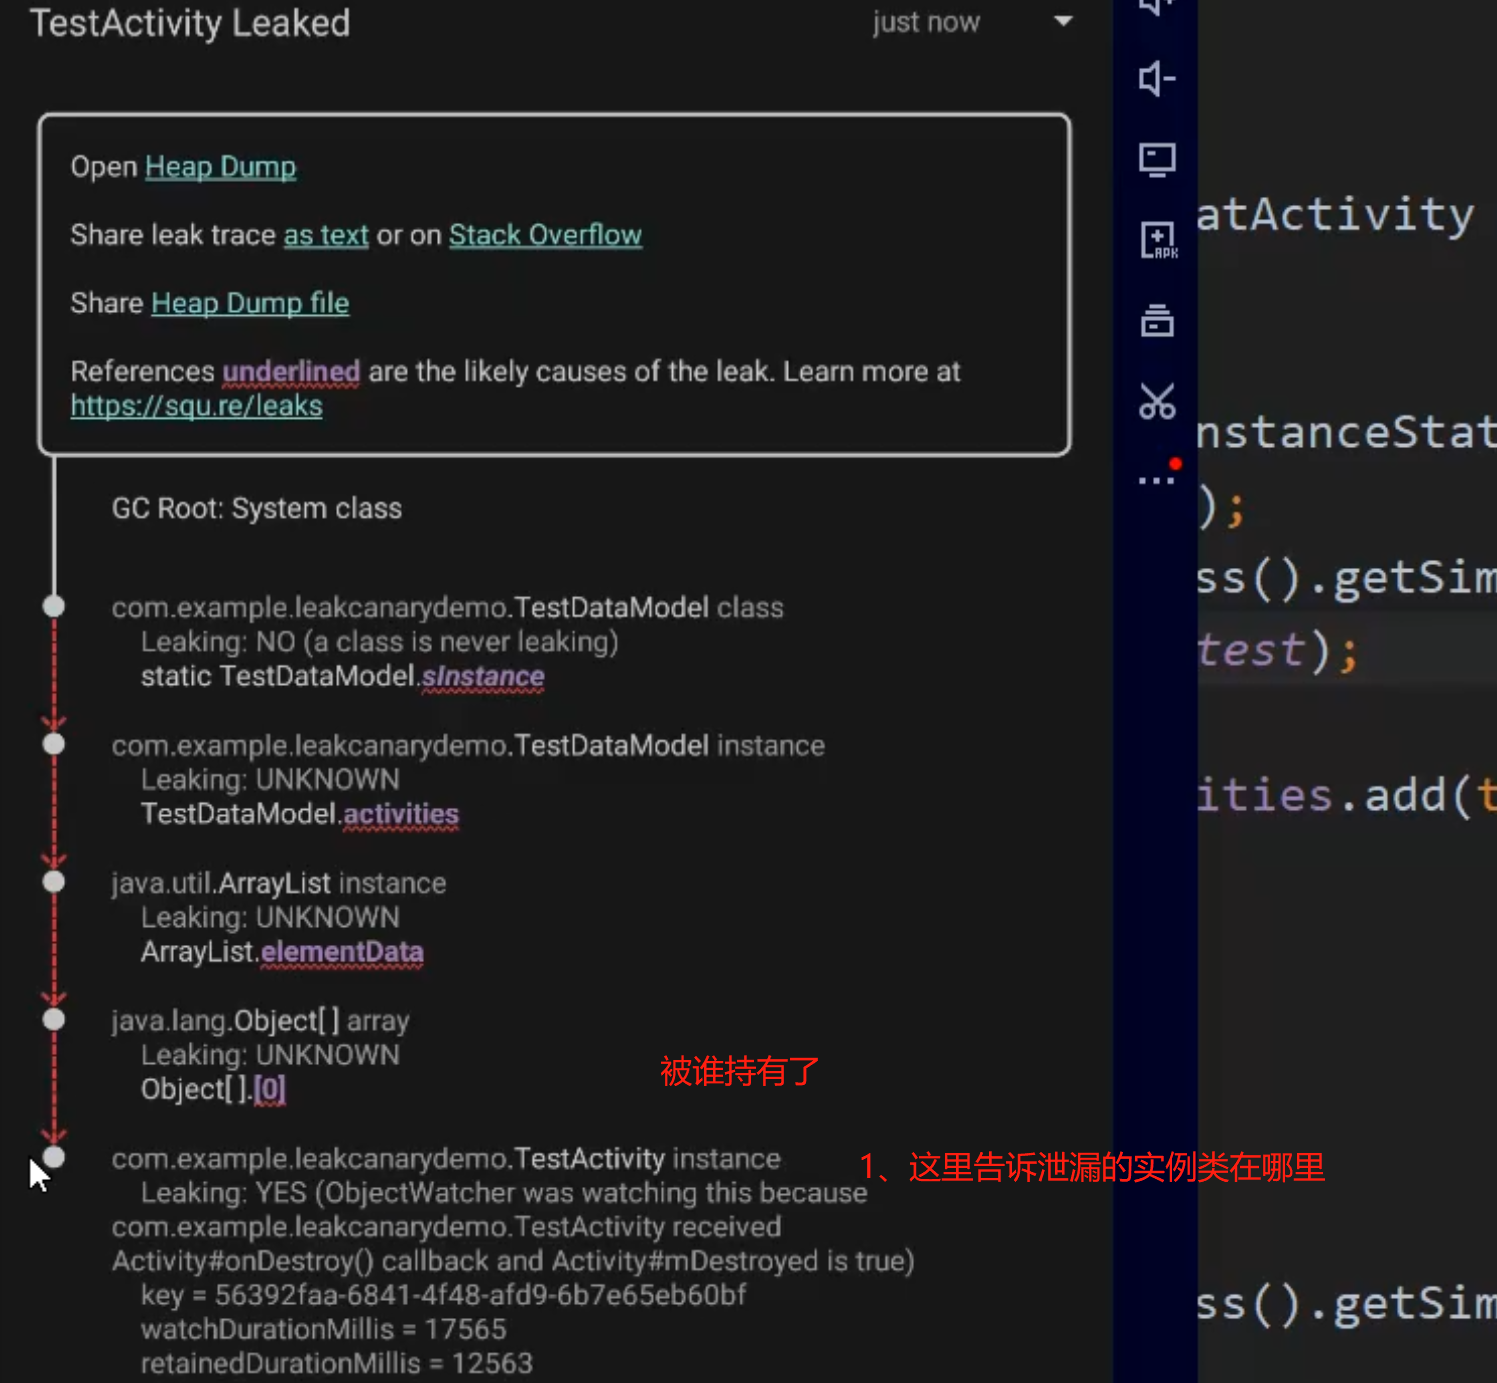 TestActivity Leaked
just now
Open Heap Dump
Share leak trace as text or on Stack Overflow
Share Heap Dump file
References underlined are the likely causes of the leak. Learn more at
https://squ.re/leaks
GC Root: System class
com.example.leakcanarydemo.TestDataModel class
Leaking: NO (a class is never leaking)
static TestDataModel.sInstance
com.example.leakcanarydemo.TestDataModel instance
Leaking: UNKNOWN
TestDataModel.activities
java.util.ArrayList instance
Leaking: UNKNOWN
ArrayList.elementData
java.lang.Object[] array
Leaking: UNKNOWN
Object[].[0]
被谁持有了
com.example.leakcanarydemo.TestActivity instance
1、这里告诉泄漏的实例类在哪里
Leaking: YES (ObjectWatcher was watching this because
com.example.leakcanarydemo.TestActivity received
Activity#onDestroy() callback and Activity#mDestroyed is true)
key = 56392faa-6841-4f48-afd9-6b7e65eb60bf
watchDurationMillis = 17565
retainedDurationMillis = 12563
APK
atActivity
nstanceStat
);
ss().getSim
test);
ities.add(t
ss().getSim